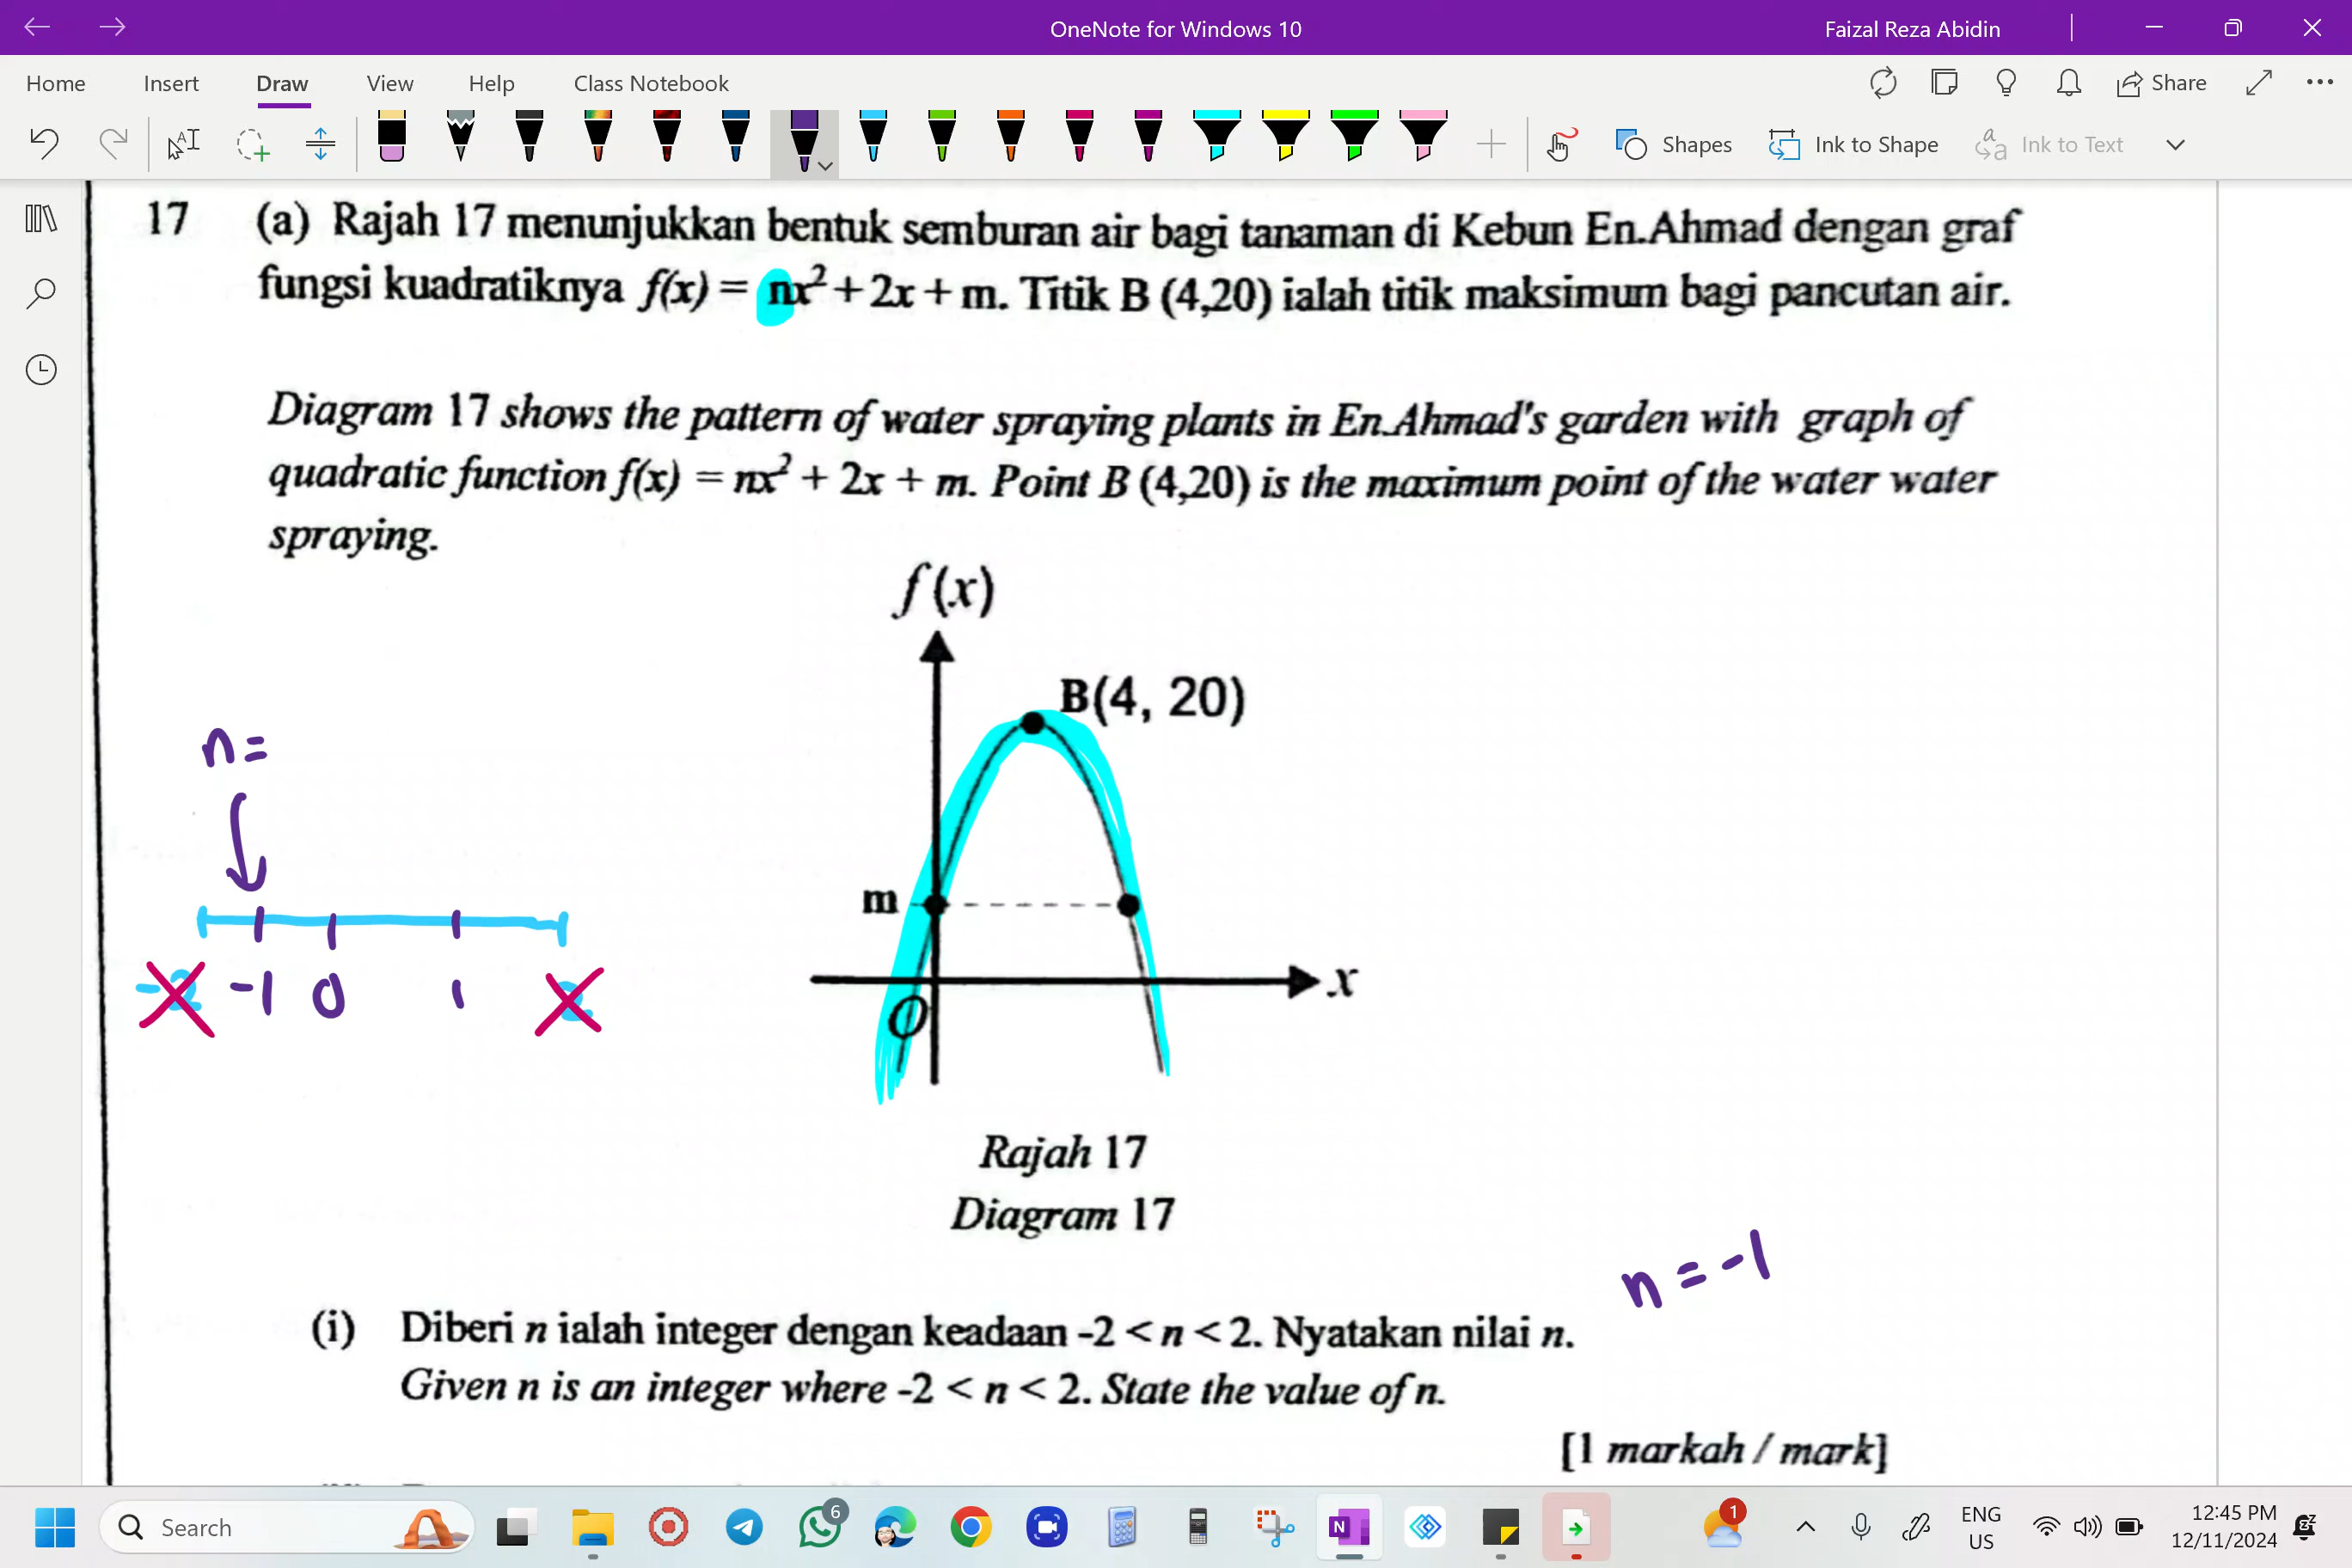 OneNote for Windows 10
Faizal Reza Abidin
Home Insert Draw View Help Class Notebook
Share
Shapes Ink to Shape Ink to Text
17 (a) Rajah 17 menunjukkan bentuk semburan air bagi tanaman di Kebun En.Ahmad dengan graf
fungsi kuadratiknya f(x) = nx² + 2x + m. Titik B (4,20) ialah titik maksimum bagi pancutan air.
Diagram 17 shows the pattern of water spraying plants in En.Ahmad's garden with graph of
quadratic function f(x) = nx² + 2x + m. Point B (4,20) is the maximum point of the water water
spraying.
f(x)
B(4, 20)
n=
m
-2 -1 0 1 2
x
O
Rajah 17
Diagram 17
n = -1
(i) Diberi n ialah integer dengan keadaan -2 < n < 2. Nyatakan nilai n.
Given n is an integer where -2 < n < 2. State the value of n.
[1 markah / mark]
Search
6
1
ENG
US
12:45 PM
12/11/2024